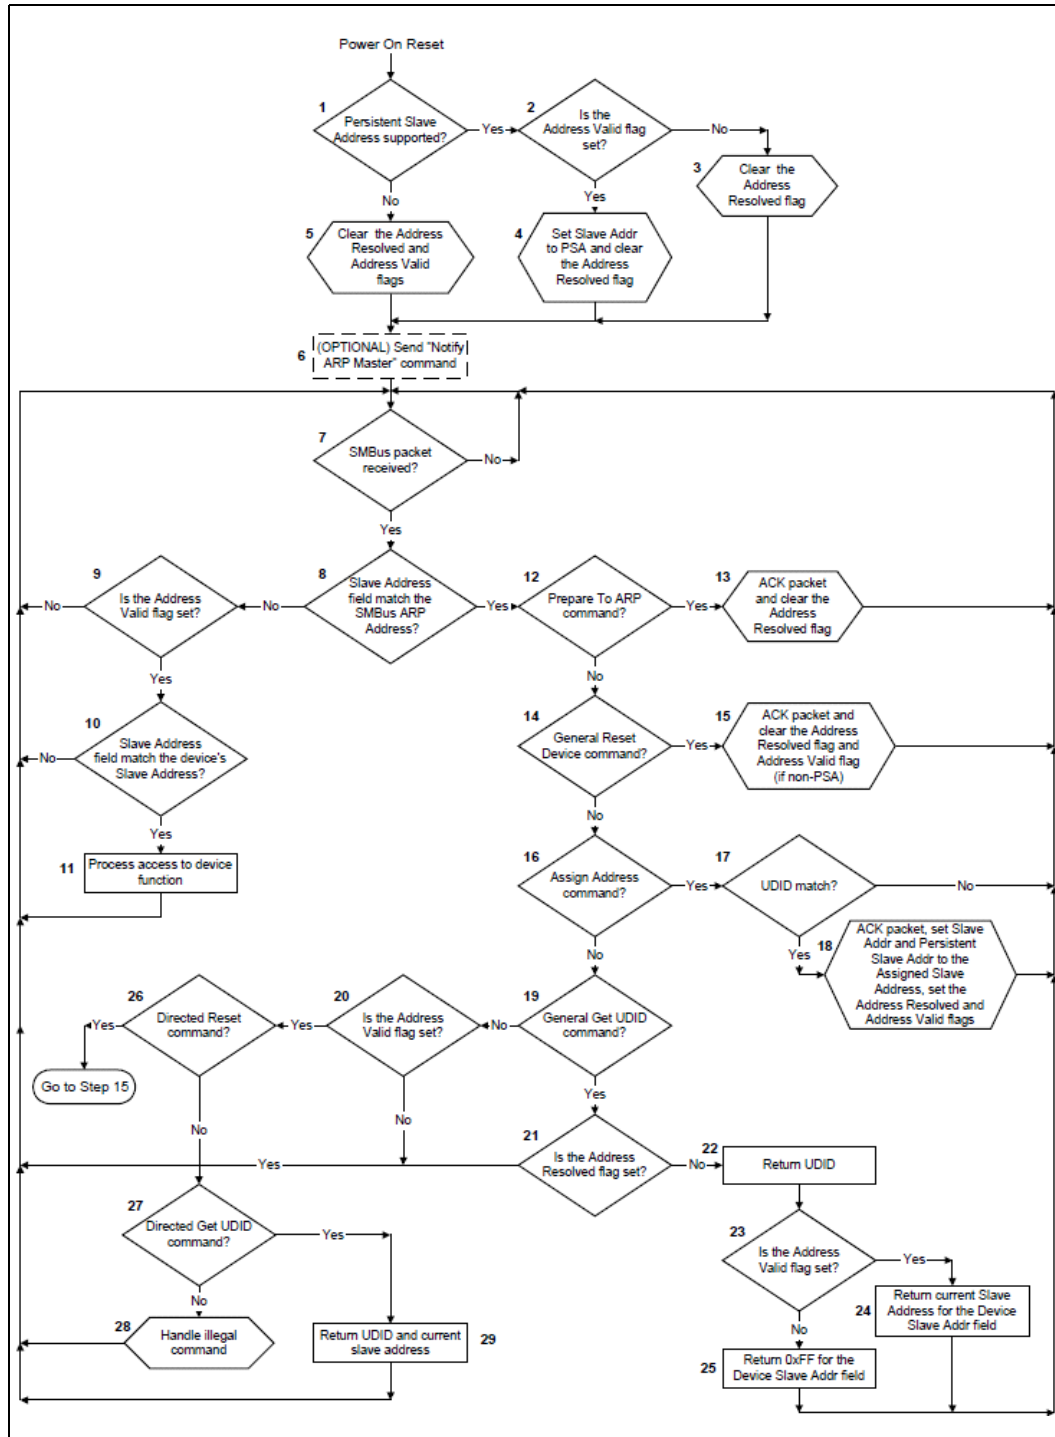 Power On Reset
1
Persistent Slave
Address supported?
Yes
2
Is the
Address Valid flag
set?
No
3
Clear the
Address
Resolved flag
No
Yes
5
Clear the Address
Resolved and
Address Valid
flags
4
Set Slave Addr
to PSA and clear
the Address
Resolved flag
6
(OPTIONAL) Send "Notify
ARP Master" command
7
SMBus packet
received?
No
Yes
9
Is the Address
Valid flag set?
No
No
8
Slave Address
field match the
SMBus ARP
Address?
Yes
12
Prepare To ARP
command?
Yes
13
ACK packet
and clear the
Address
Resolved flag
Yes
No
10
Slave Address
field match the device's
Slave Address?
No
14
General Reset
Device command?
Yes
15
ACK packet and
clear the Address
Resolved flag and
Address Valid flag
(if non-PSA)
Yes
No
11
Process access to device
function
16
Assign Address
command?
Yes
17
UDID match?
No
Yes
18
ACK packet, set Slave
Addr and Persistent
Slave Addr to the
Assigned Slave
Address, set the
Address Resolved and
Address Valid flags
No
26
Directed Reset
command?
Yes
Yes
20
Is the Address
Valid flag set?
No
19
General Get UDID
command?
Go to Step 15
Yes
No
No
21
Is the Address
Resolved flag set?
Yes
No
22
Return UDID
27
Directed Get UDID
command?
Yes
23
Is the Address
Valid flag set?
Yes
No
24
Return current Slave
Address for the Device
Slave Addr field
28
Handle illegal
command
Return UDID and current
slave address
29
No
25
Return 0xFF for the
Device Slave Addr field